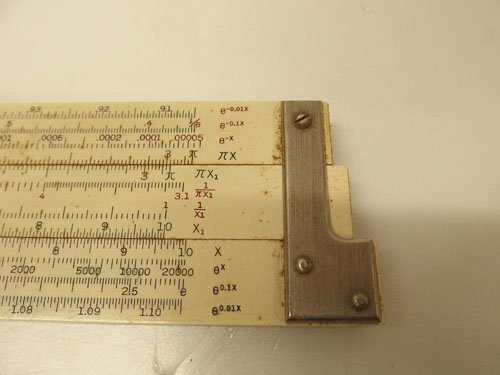 .93 .92 .91 e⁻⁰·⁰¹ˣ
.5 .4 1/e e⁻⁰·¹ˣ
001 .0006 .0002 .0001 .00005 e⁻ˣ
3 π πX
3 π πX₁
4 3.1 1/πX₁
1 1/X₁
8 9 10 X₁
8 9 10 X
2000 5000 10000 20000 eˣ
2.5 e e⁰·¹ˣ
1.08 1.09 1.10 e⁰·⁰¹ˣ